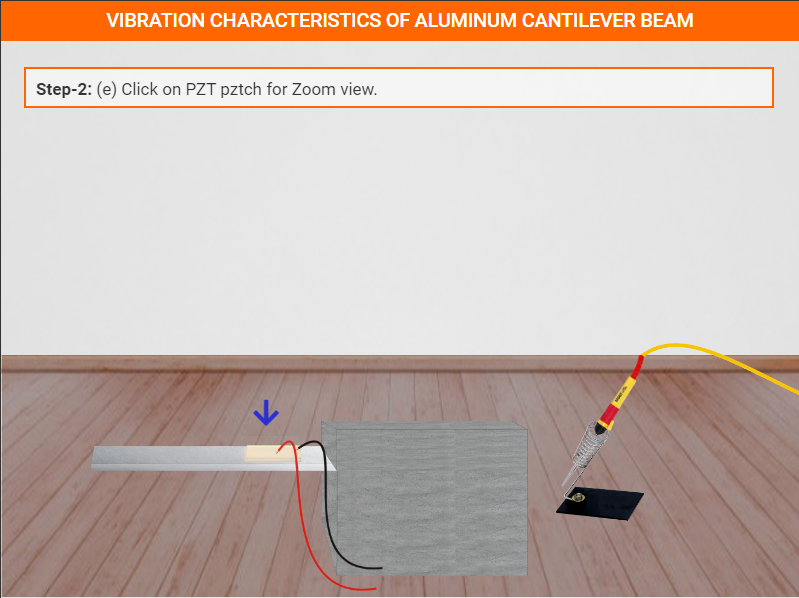 VIBRATION CHARACTERISTICS OF ALUMINUM CANTILEVER BEAM
Step-2: (e) Click on PZT pztch for Zoom view.